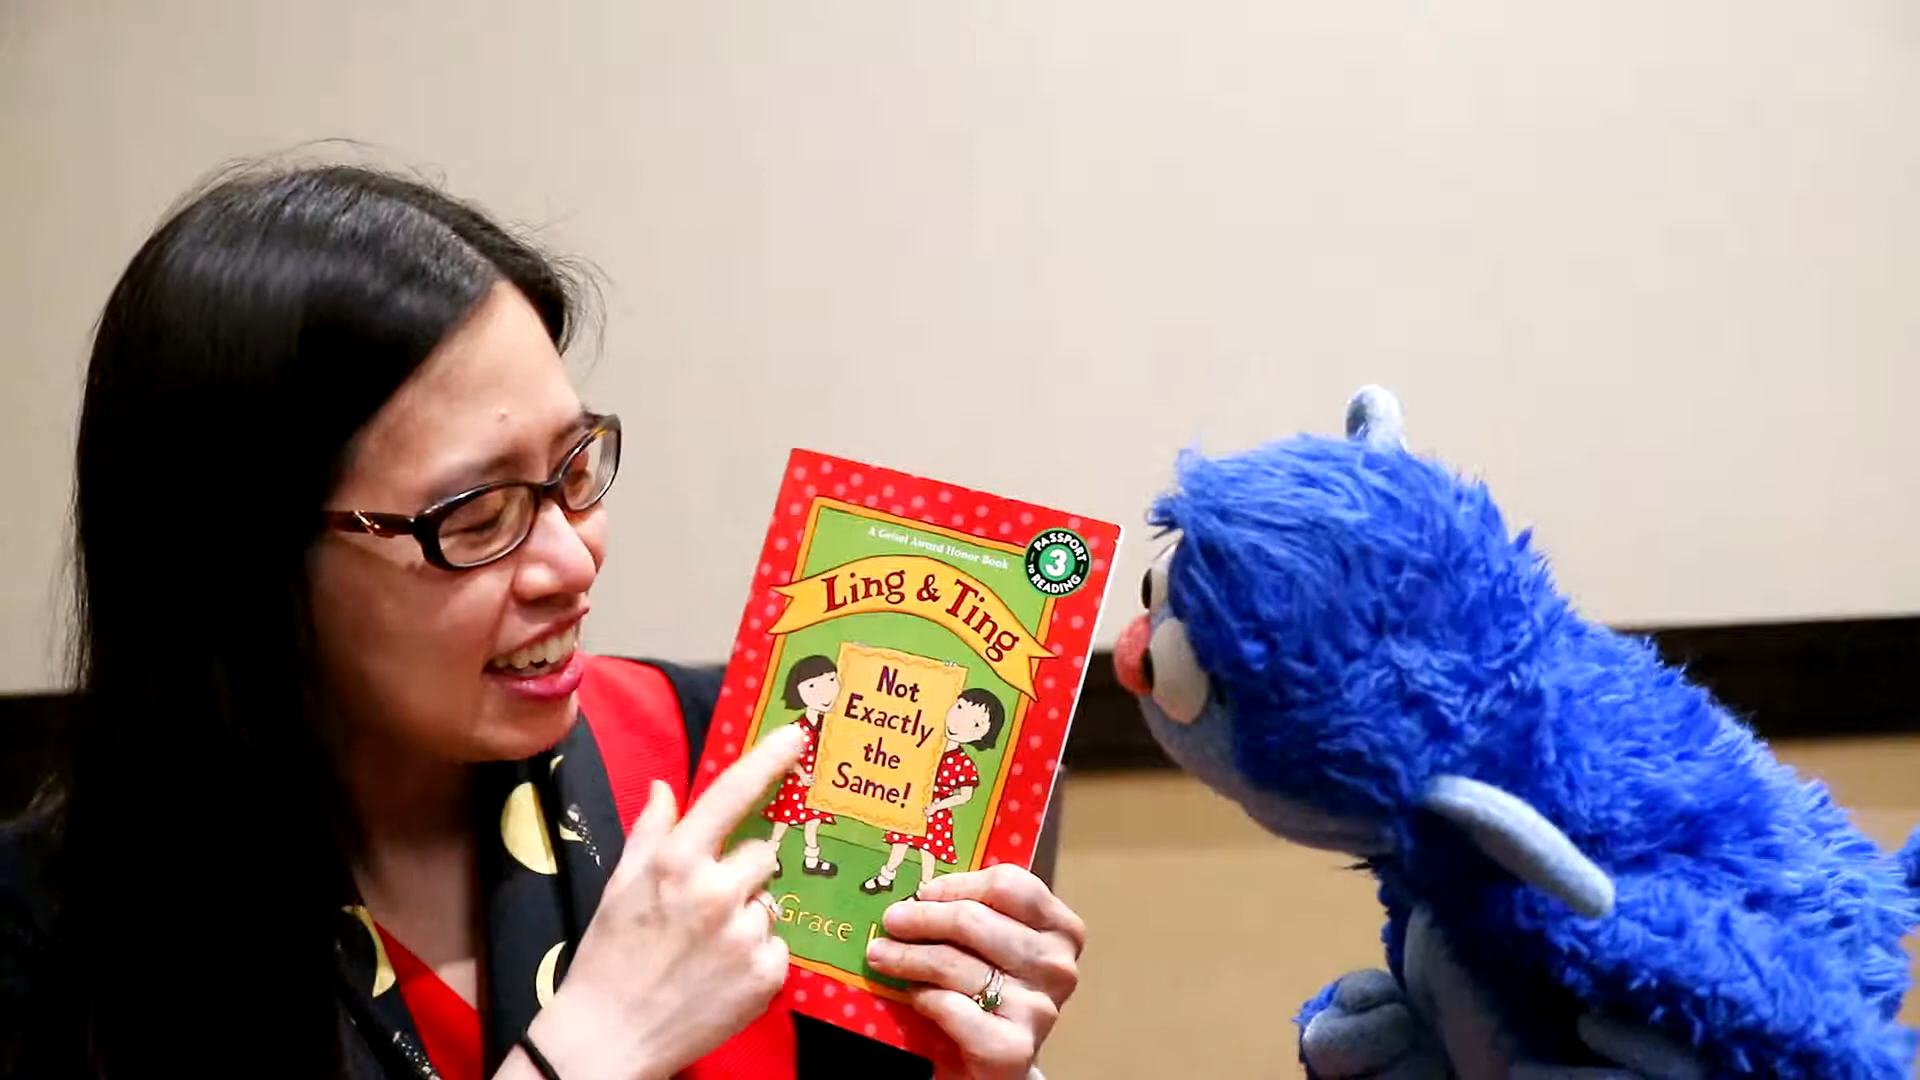 A Geisel Award Honor Book
PASSPORT
TO
3
READING
Ling & Ting
Not
Exactly
the
Same!
Grace